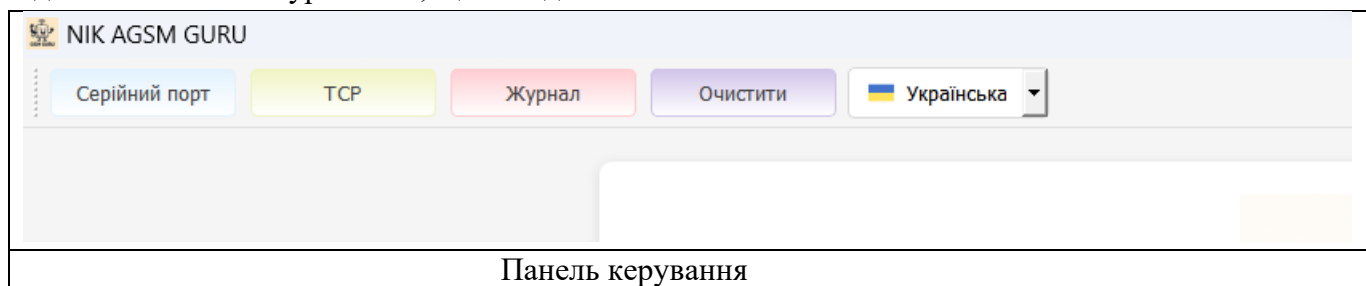 NIK AGSM GURU
Серійний порт TCP Журнал Очистити Українська
Панель керування